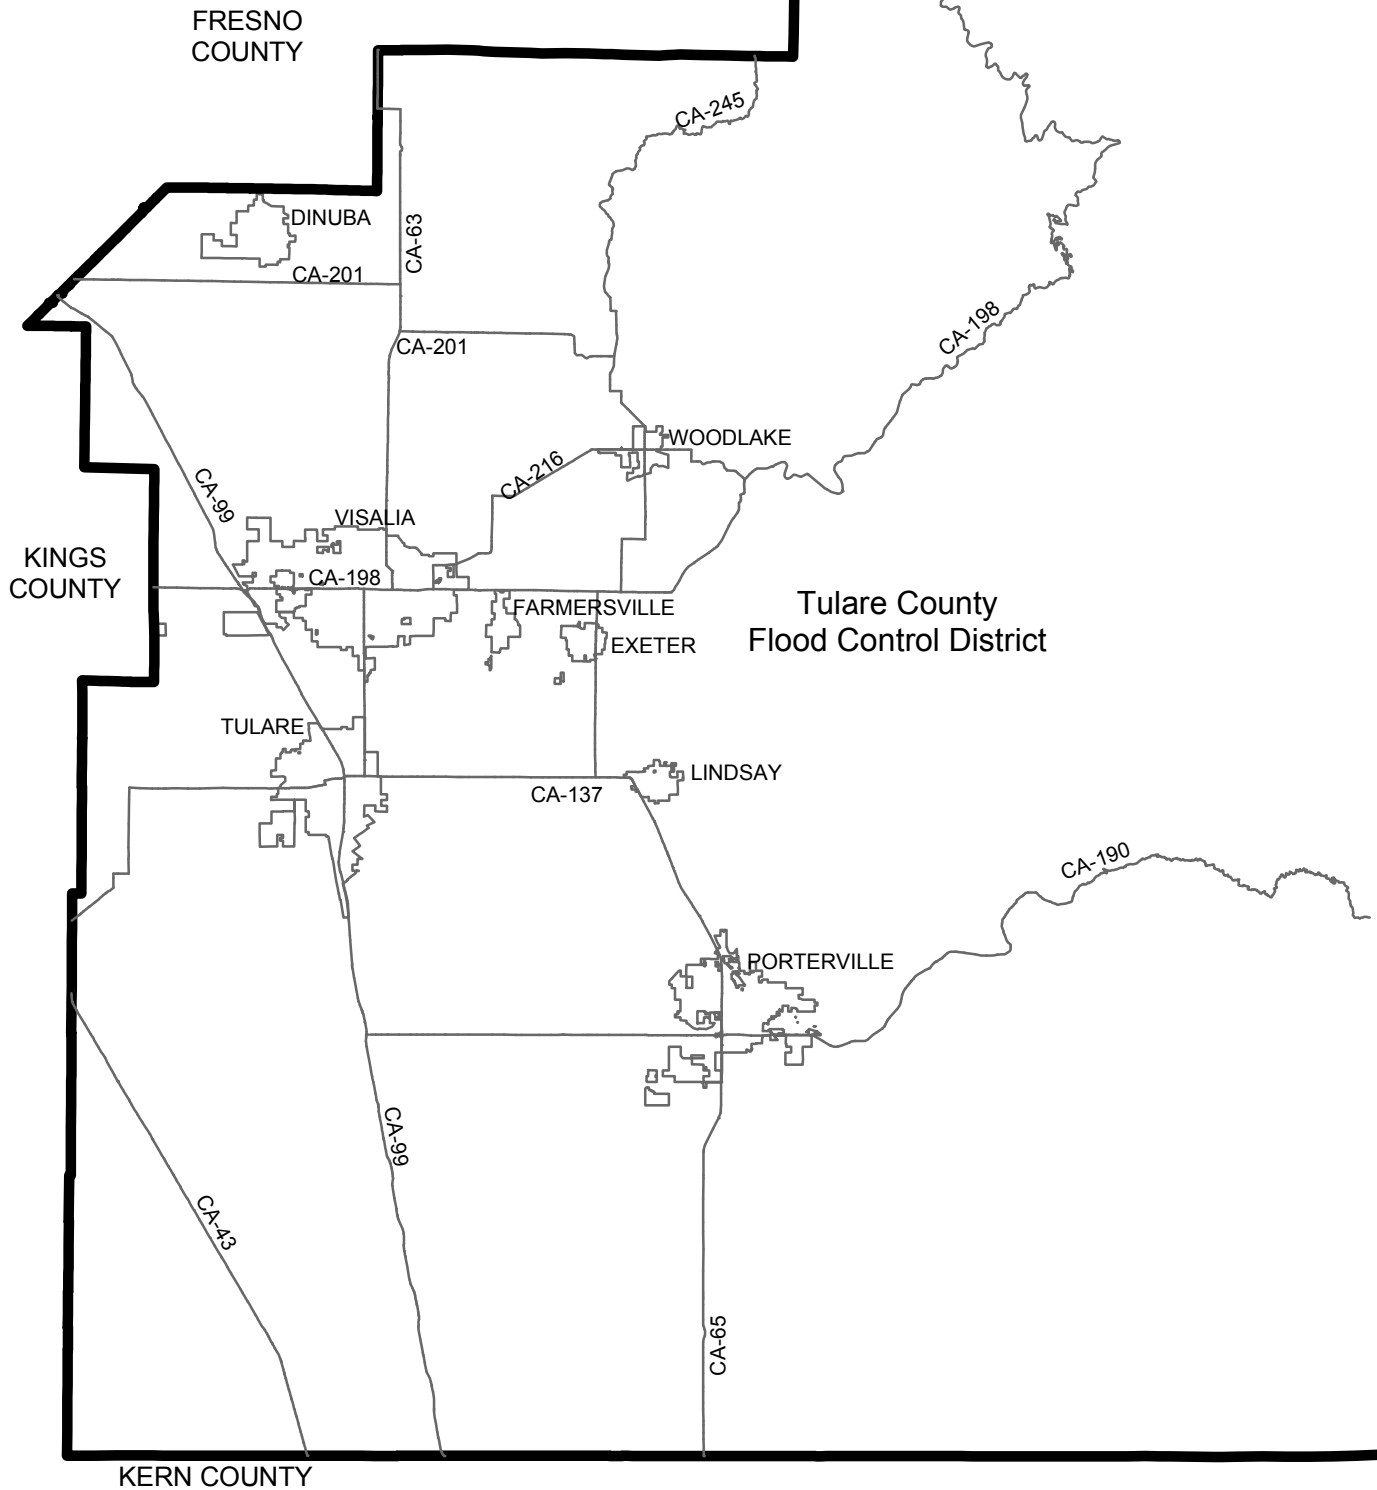 FRESNO
COUNTY
CA-245
DINUBA
CA-63
CA-201
CA-198
CA-201
WOODLAKE
CA-216
CA-99
VISALIA
KINGS
COUNTY
CA-198
FARMERSVILLE
Tulare County
Flood Control District
EXETER
TULARE
LINDSAY
CA-137
CA-190
PORTERVILLE
CA-99
CA-43
CA-65
KERN COUNTY